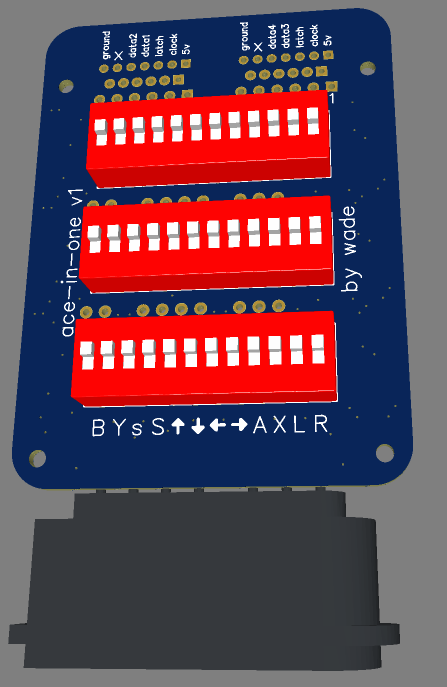 ground X data2 data1 latch clock 5v
ground X data4 data3 latch clock 5v
1
ace-in-one v1
by wade
BYsS↑↓←→AXLR